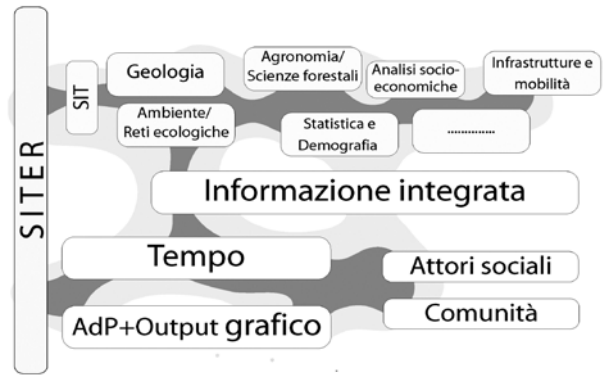 SITER
SIT
Geologia
Agronomia/
Scienze forestali
Analisi socio-
economiche
Infrastrutture e
mobilità
Ambiente/
Reti ecologiche
Statistica e
Demografia
..............
Informazione integrata
Tempo
Attori sociali
AdP+Output grafico
Comunità